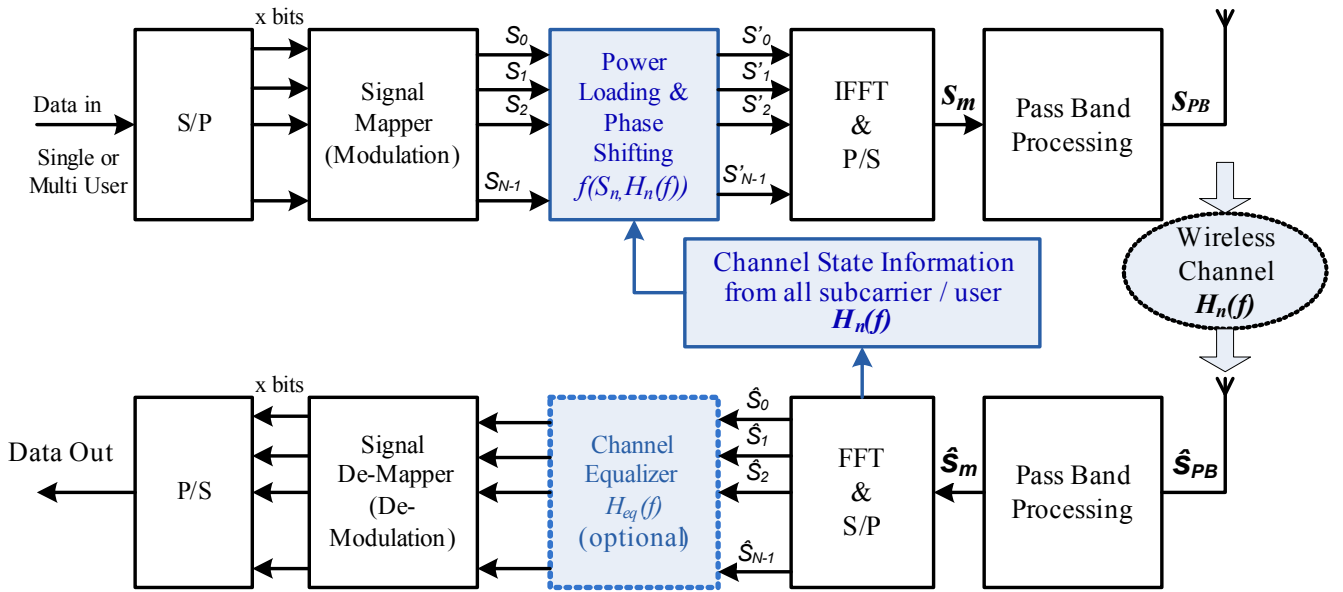 x bits
Data in
Single or
Multi User
S/P
Signal
Mapper
(Modulation)
S0
S1
S2
SN-1
Power
Loading &
Phase
Shifting
f(Sn,Hn(f))
S'0
S'1
S'2
S'N-1
IFFT
&
P/S
Sm
Pass Band
Processing
SPB
Wireless
Channel
Hn(f)
Channel State Information
from all subcarrier / user
Hn(f)
Data Out
P/S
x bits
Signal
De-Mapper
(De-
Modulation)
Channel
Equalizer
Heq(f)
(optional)
Ŝ0
Ŝ1
Ŝ2
ŜN-1
FFT
&
S/P
ŝm
Pass Band
Processing
ŝPB